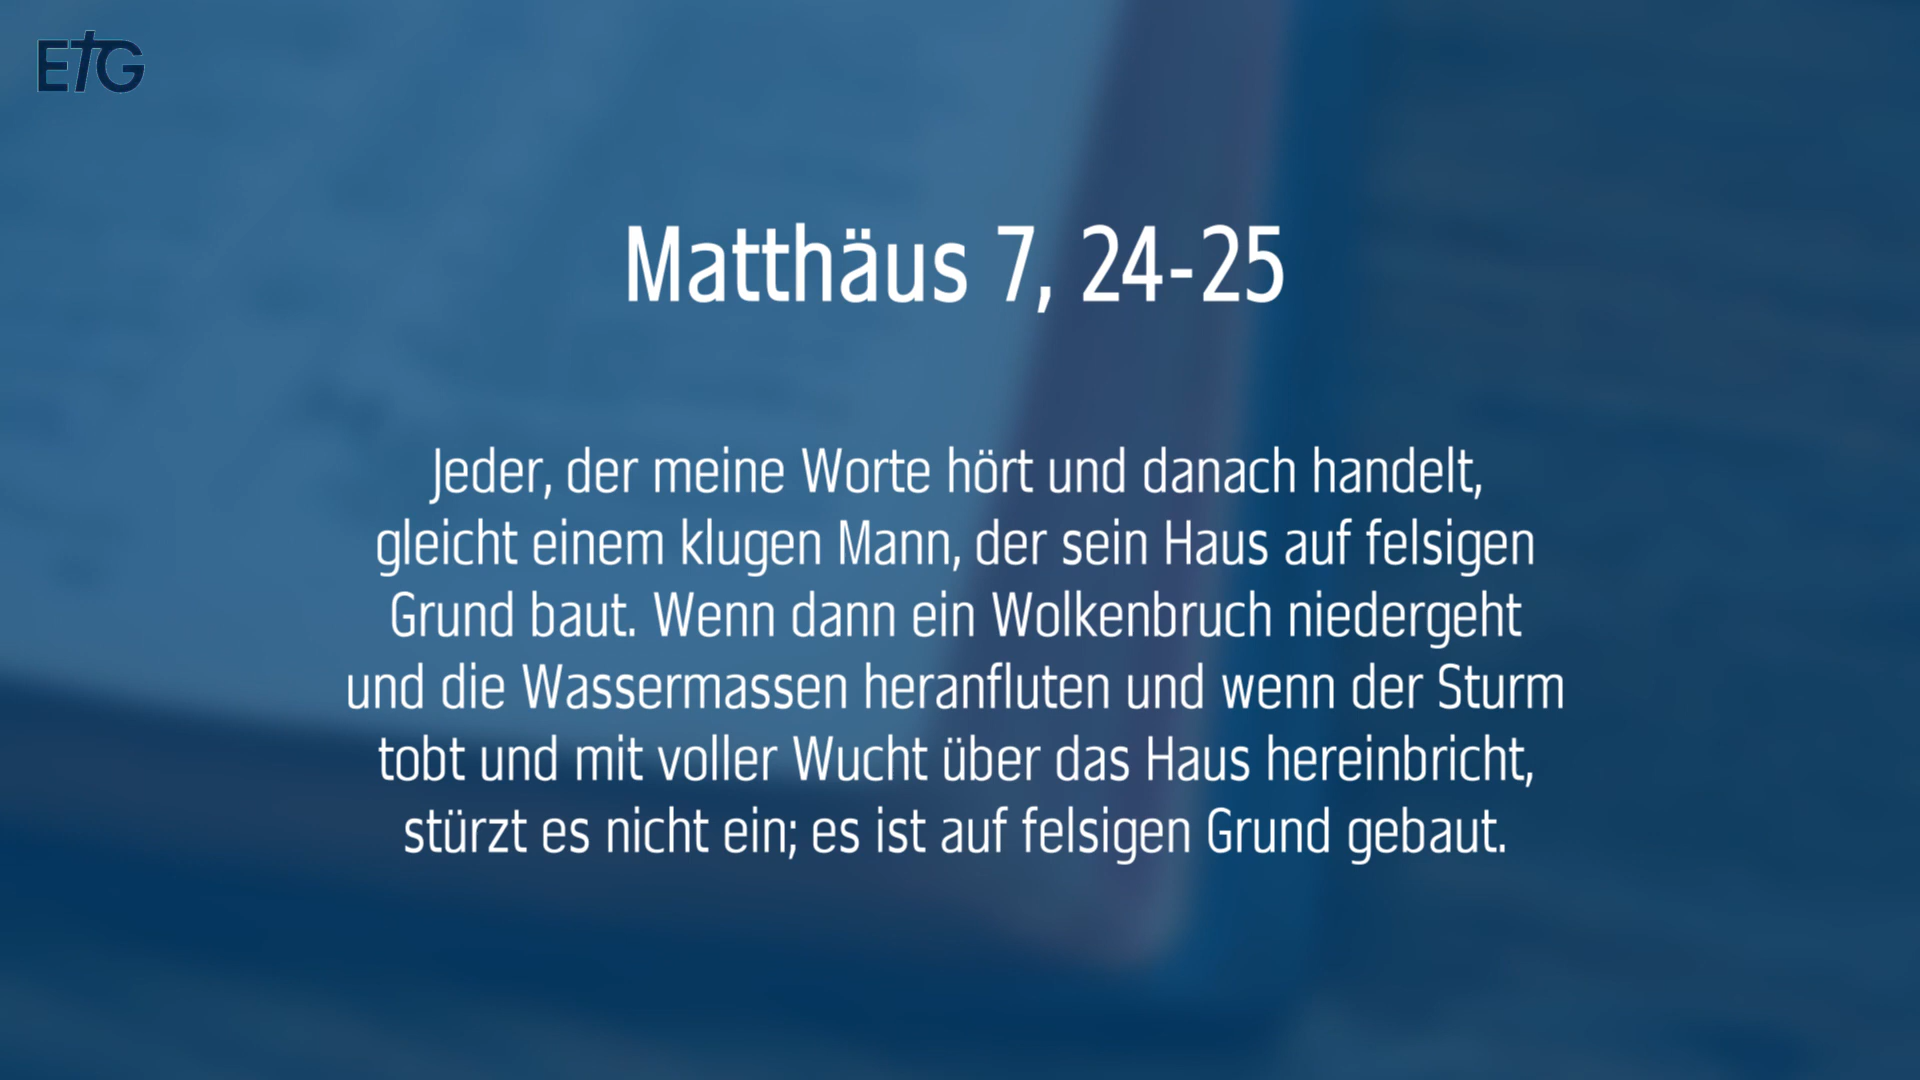 ETG
Matthäus 7, 24-25
Jeder, der meine Worte hört und danach handelt,
gleicht einem klugen Mann, der sein Haus auf felsigen
Grund baut. Wenn dann ein Wolkenbruch niedergeht
und die Wassermassen heranfluten und wenn der Sturm
tobt und mit voller Wucht über das Haus hereinbricht,
stürzt es nicht ein; es ist auf felsigen Grund gebaut.